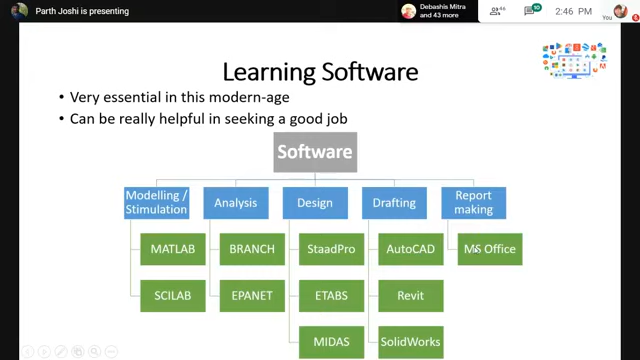 Parth Joshi is presenting
Debashis Mitra
and 43 more
46
10
2:46 PM
You
Learning Software
• Very essential in this modern-age
• Can be really helpful in seeking a good job
Software
Modelling /
Stimulation
Analysis
Design
Drafting
Report
making
MATLAB
BRANCH
StaadPro
AutoCAD
MS Office
SCILAB
EPANET
ETABS
Revit
MIDAS
SolidWorks